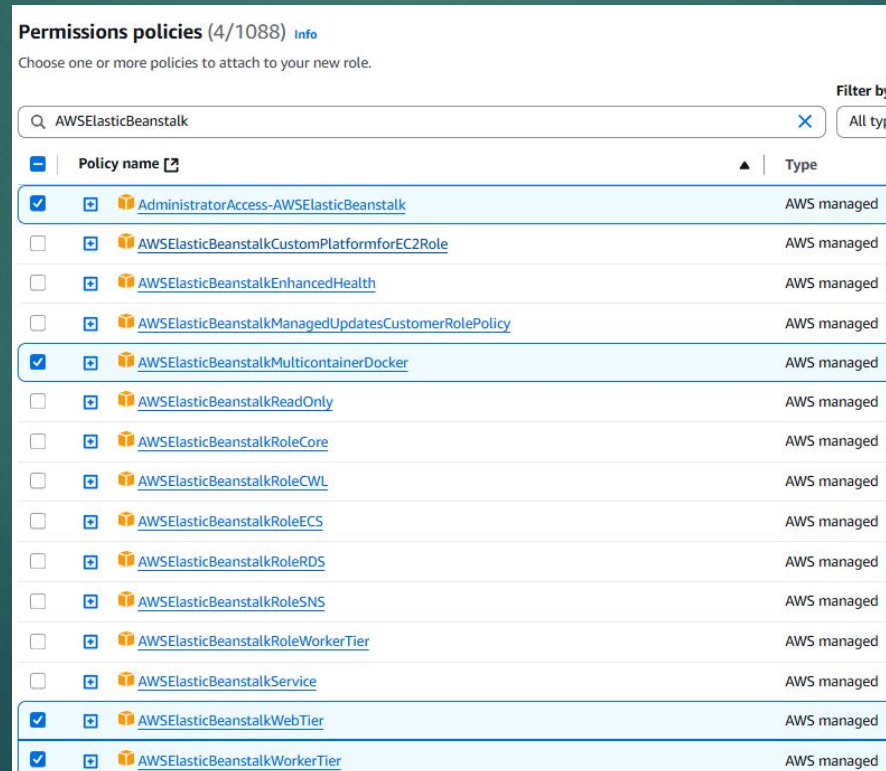 Permissions policies (4/1088) Info
Choose one or more policies to attach to your new role.
Filter by
AWSElasticBeanstalk
All typ
Policy name
Type
AdministratorAccess-AWSElasticBeanstalk AWS managed
AWSElasticBeanstalkCustomPlatformforEC2Role AWS managed
AWSElasticBeanstalkEnhancedHealth AWS managed
AWSElasticBeanstalkManagedUpdatesCustomerRolePolicy AWS managed
AWSElasticBeanstalkMulticontainerDocker AWS managed
AWSElasticBeanstalkReadOnly AWS managed
AWSElasticBeanstalkRoleCore AWS managed
AWSElasticBeanstalkRoleCWL AWS managed
AWSElasticBeanstalkRoleECS AWS managed
AWSElasticBeanstalkRoleRDS AWS managed
AWSElasticBeanstalkRoleSNS AWS managed
AWSElasticBeanstalkRoleWorkerTier AWS managed
AWSElasticBeanstalkService AWS managed
AWSElasticBeanstalkWebTier AWS managed
AWSElasticBeanstalkWorkerTier AWS managed